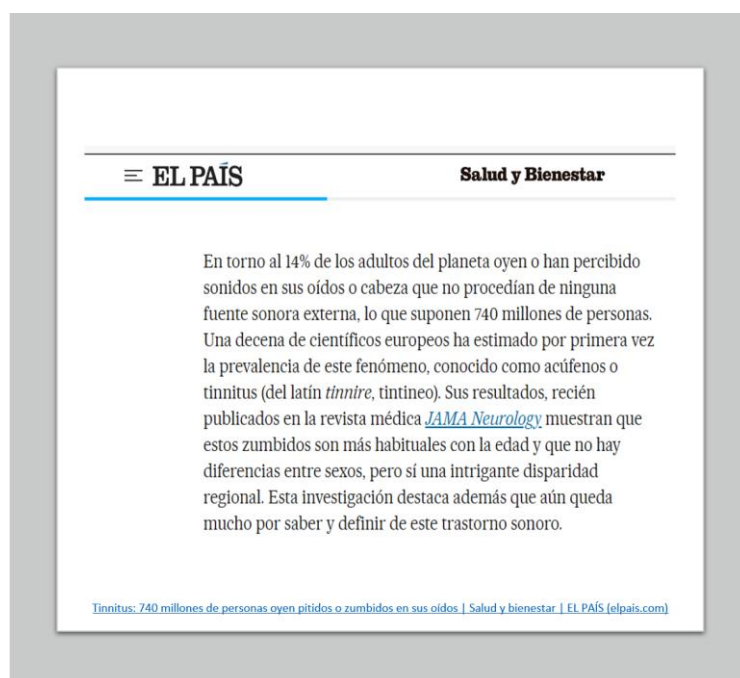 EL PAÍS
Salud y Bienestar
En torno al 14% de los adultos del planeta oyen o han percibido
sonidos en sus oídos o cabeza que no procedían de ninguna
fuente sonora externa, lo que suponen 740 millones de personas.
Una decena de científicos europeos ha estimado por primera vez
la prevalencia de este fenómeno, conocido como acúfenos o
tinnitus (del latín tinnire, tintineo). Sus resultados, recién
publicados en la revista médica JAMA Neurology muestran que
estos zumbidos son más habituales con la edad y que no hay
diferencias entre sexos, pero sí una intrigante disparidad
regional. Esta investigación destaca además que aún queda
mucho por saber y definir de este trastorno sonoro.
Tinnitus: 740 millones de personas oyen pitidos o zumbidos en sus oídos | Salud y bienestar | EL PAÍS (elpais.com)